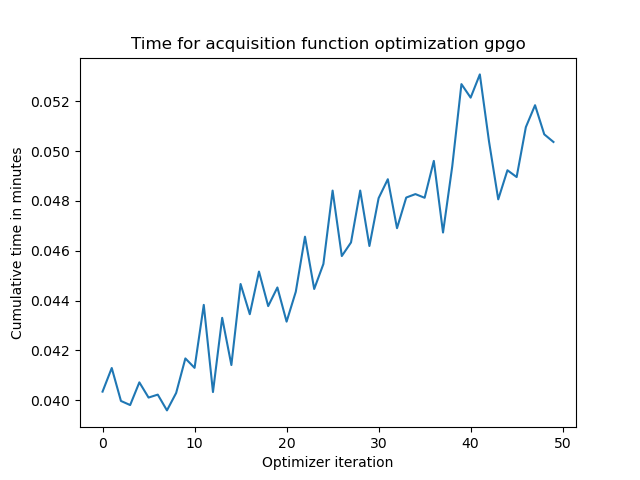 Time for acquisition function optimization gpgo
Cumulative time in minutes
0.052
0.050
0.048
0.046
0.044
0.042
0.040
0 10 20 30 40 50
Optimizer iteration